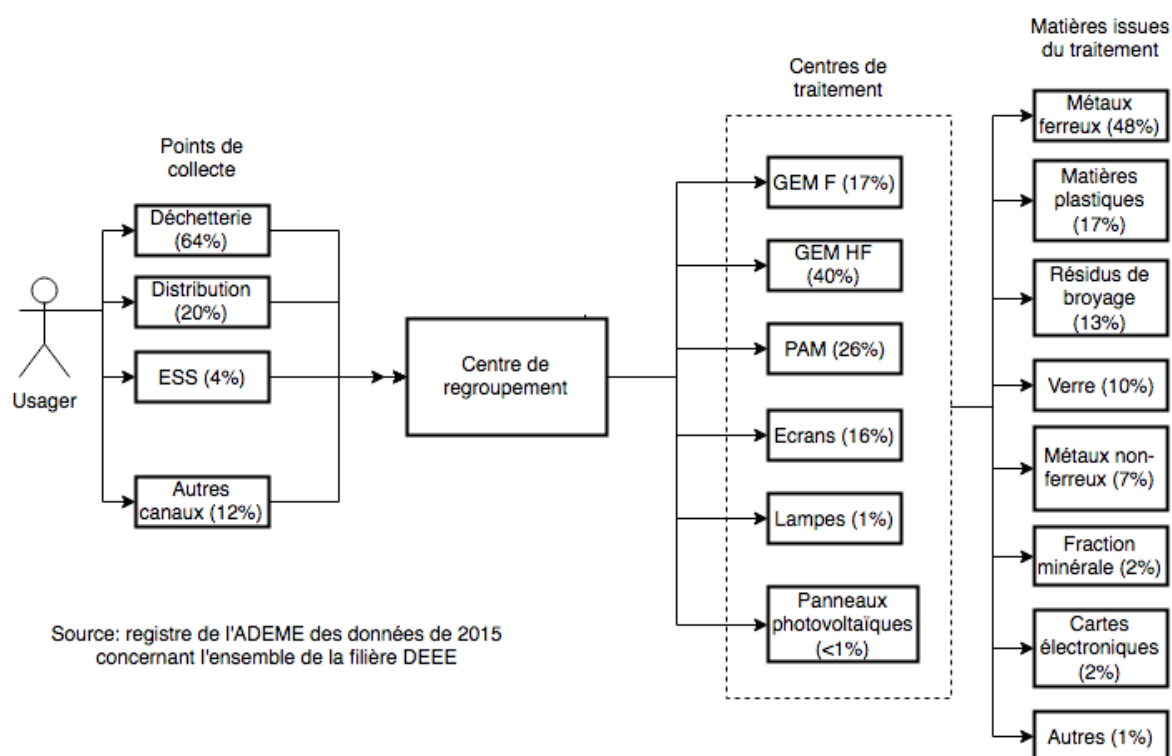 Matières issues
du traitement
Centres de
traitement
Points de
collecte
Usager
Déchetterie
(64%)
Distribution
(20%)
ESS (4%)
Autres
canaux (12%)
Centre de
regroupement
GEM F (17%)
GEM HF
(40%)
PAM (26%)
Ecrans (16%)
Lampes (1%)
Panneaux
photovoltaïques
(<1%)
Métaux
ferreux (48%)
Matières
plastiques
(17%)
Résidus de
broyage
(13%)
Verre (10%)
Métaux non-
ferreux (7%)
Fraction
minérale (2%)
Cartes
électroniques
(2%)
Autres (1%)
Source: registre de l'ADEME des données de 2015
concernant l'ensemble de la filière DEEE